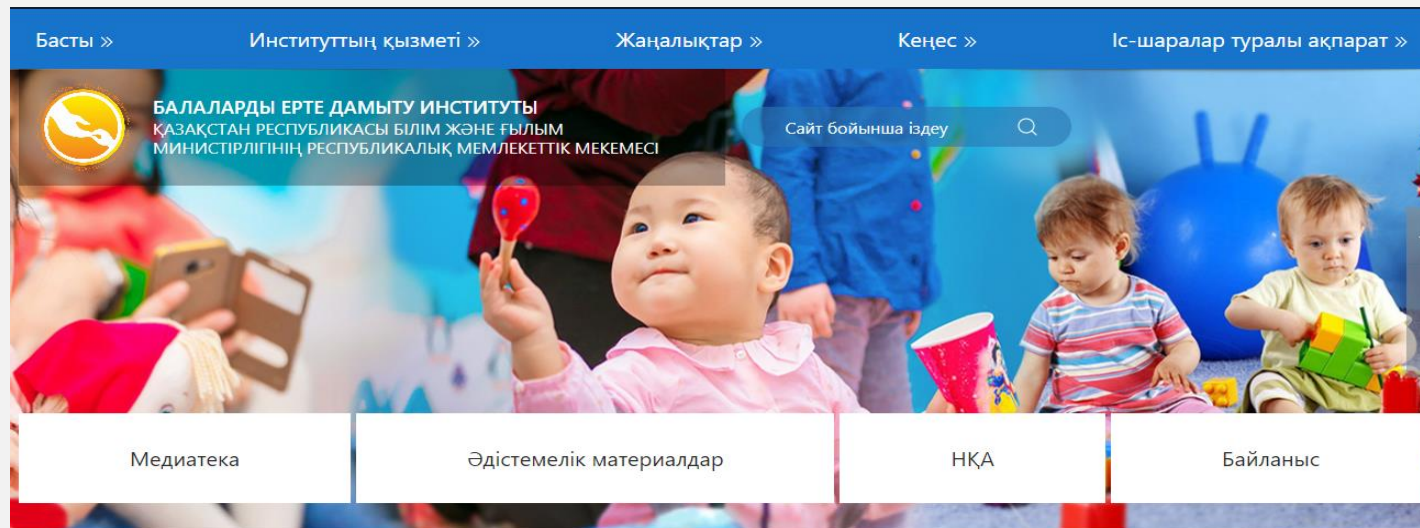 Басты »
Институттың қызметі »
Жаңалықтар »
Кеңес »
Іс-шаралар туралы ақпарат »
БАЛАЛАРДЫ ЕРТЕ ДАМЫТУ ИНСТИТУТЫ
ҚАЗАҚСТАН РЕСПУБЛИКАСЫ БІЛІМ ЖӘНЕ ҒЫЛЫМ
МИНИСТІРЛІГІНІҢ РЕСПУБЛИКАЛЫҚ МЕМЛЕКЕТТІК МЕКЕМЕСІ
Сайт бойынша іздеу
Медиатека
Әдістемелік материалдар
НҚА
Байланыс